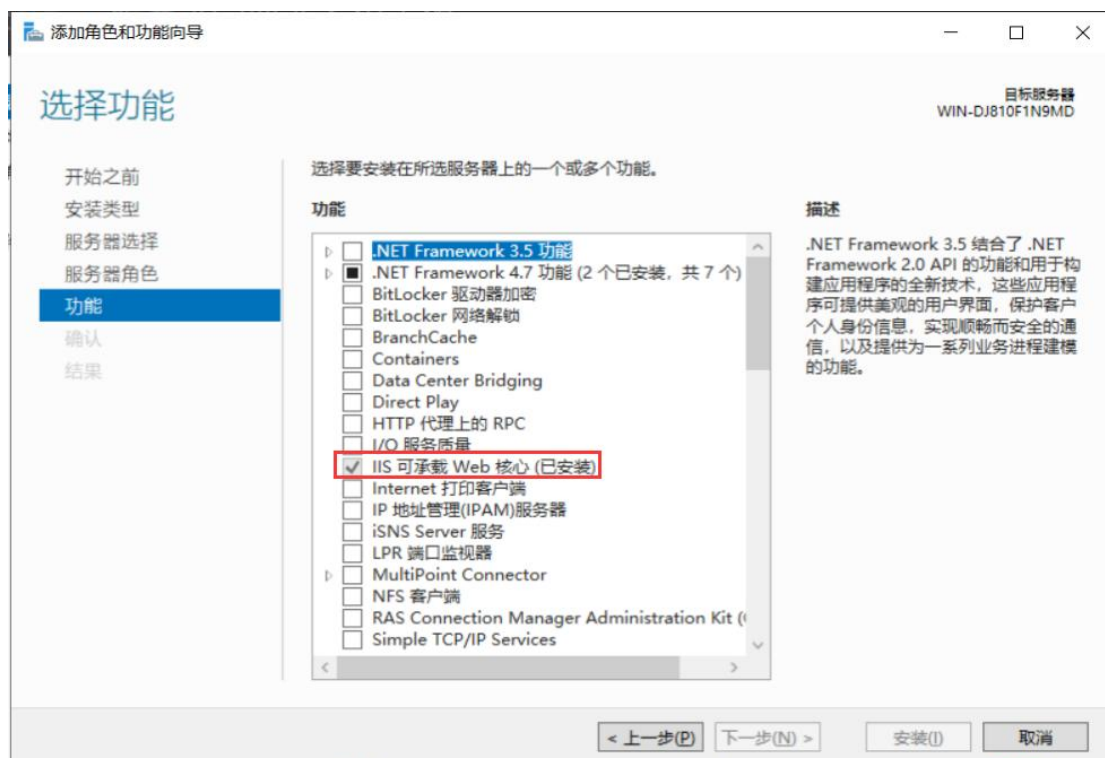 添加角色和功能向导
选择功能
目标服务器
WIN-DJ810F1N9MD
开始之前
安装类型
服务器选择
服务器角色
功能
确认
结果
选择要安装在所选服务器上的一个或多个功能。
功能
.NET Framework 3.5 功能
.NET Framework 4.7 功能 (2 个已安装，共 7 个)
BitLocker 驱动器加密
BitLocker 网络解锁
BranchCache
Containers
Data Center Bridging
Direct Play
HTTP 代理上的 RPC
I/O 服务质量
IIS 可承载 Web 核心 (已安装)
Internet 打印客户端
IP 地址管理(IPAM)服务器
iSNS Server 服务
LPR 端口监视器
MultiPoint Connector
NFS 客户端
RAS Connection Manager Administration Kit (
Simple TCP/IP Services
描述
.NET Framework 3.5 结合了 .NET
Framework 2.0 API 的功能和用于构
建应用程序的全新技术，这些应用程
序可提供美观的用户界面，保护客户
个人身份信息，实现顺畅而安全的通
信，以及提供为一系列业务进程建模
的功能。
< 上一步(P)
下一步(N) >
安装(I)
取消